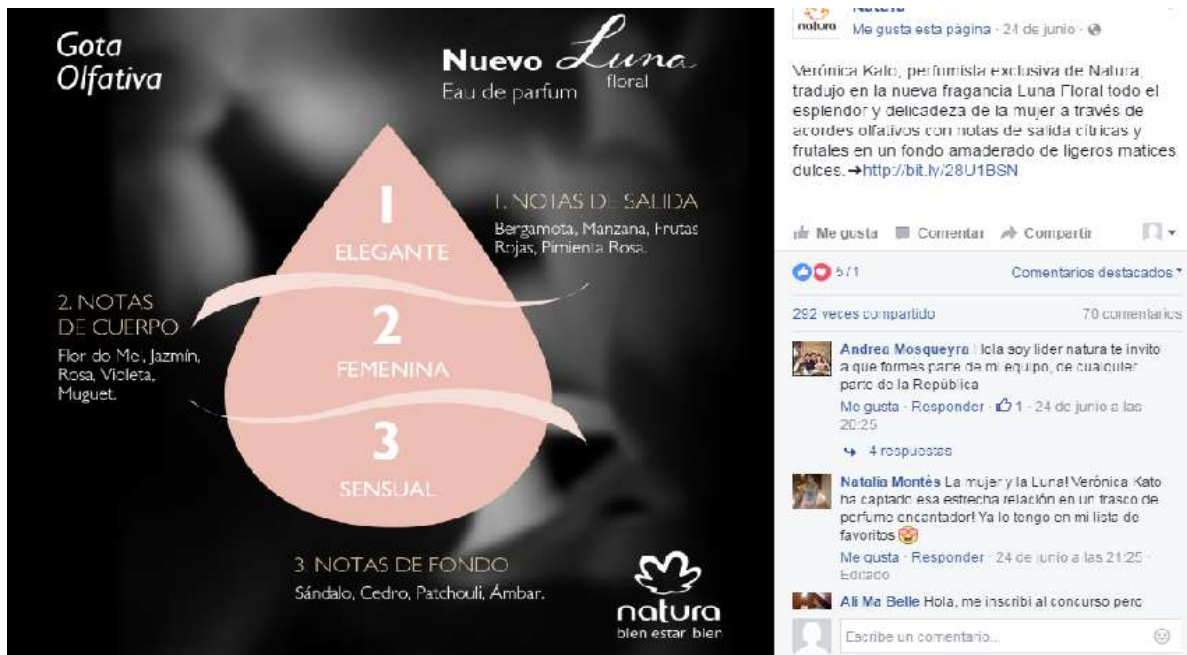 Gota
Olfativa
Nuevo Luna
floral
Eau de parfum
1
ELEGANTE
1. NOTAS DE SALIDA
Bergamota, Manzana, Frutas
Rojas, Pimienta Rosa.
2. NOTAS
DE CUERPO
Flor do Mel, Jazmín,
Rosa, Violeta,
Muguet.
2
FEMENINA
3
SENSUAL
3. NOTAS DE FONDO
Sándalo, Cedro, Patchouli, Ámbar.
natura
bien estar bien
natura
Natura
Me gusta esta página · 24 de junio ·
Verónica Kato, perfumista exclusiva de Natura,
tradujo en la nueva fragancia Luna Floral todo el
esplendor y delicadeza de la mujer a través de
acordes olfativos con notas de salida cítricas y
frutales en un fondo amaderado de ligeros matices
dulces. ➔http://bit.ly/28U1BSN
Me gusta Comentar Compartir
571 Comentarios destacados
292 veces compartido 70 comentarios
Andrea Mosqueyra Hola soy lider natura te invito
a que formes parte de mi equipo, de cualquier
parte de la República
Me gusta · Responder · 1 · 24 de junio a las
20:25
4 respuestas
Natalia Montés La mujer y la Luna! Verónica Kato
ha captado esa estrecha relación en un frasco de
perfume encantador! Ya lo tengo en mi lista de
favoritos
Me gusta · Responder · 24 de junio a las 21:25 ·
Editado
Ali Ma Belle Hola, me inscribi al concurso pero
Escribe un comentario...